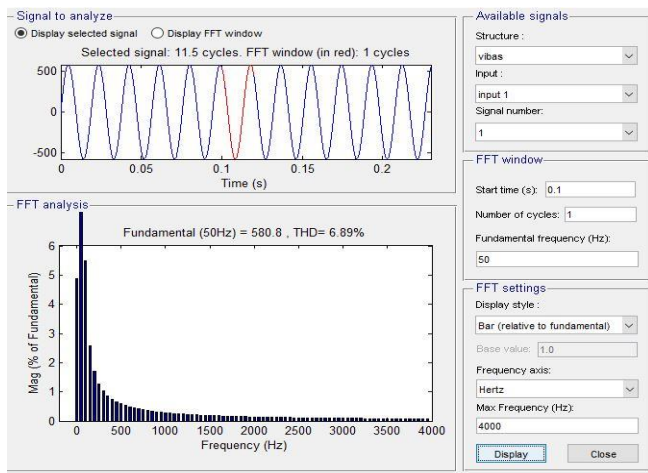 Signal to analyze
Display selected signal Display FFT window
Selected signal: 11.5 cycles. FFT window (in red): 1 cycles
500
0
-500
0 0.05 0.1 0.15 0.2
Time (s)
FFT analysis
Fundamental (50Hz) = 580.8 , THD= 6.89%
Mag (% of Fundamental)
6
5
4
3
2
1
0
0 500 1000 1500 2000 2500 3000 3500 4000
Frequency (Hz)
Available signals
Structure :
vibas
Input :
input 1
Signal number:
1
FFT window
Start time (s): 0.1
Number of cycles: 1
Fundamental frequency (Hz):
50
FFT settings
Display style :
Bar (relative to fundamental)
Base value: 1.0
Frequency axis:
Hertz
Max Frequency (Hz):
4000
Display Close